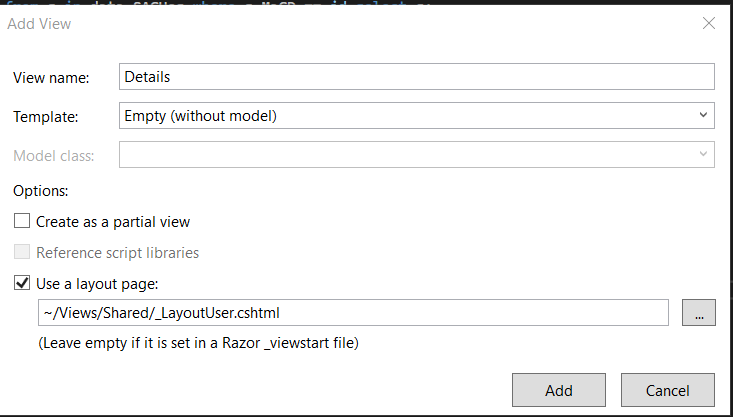 Add View
View name: Details
Template: Empty (without model)
Model class:
Options:
Create as a partial view
Reference script libraries
Use a layout page:
~/Views/Shared/_LayoutUser.cshtml
...
(Leave empty if it is set in a Razor _viewstart file)
Add Cancel